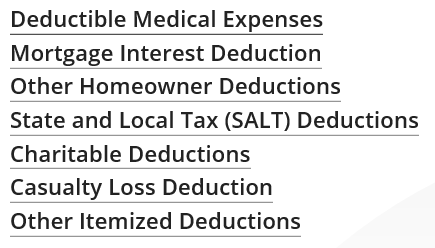 Deductible Medical Expenses
Mortgage Interest Deduction
Other Homeowner Deductions
State and Local Tax (SALT) Deductions
Charitable Deductions
Casualty Loss Deduction
Other Itemized Deductions